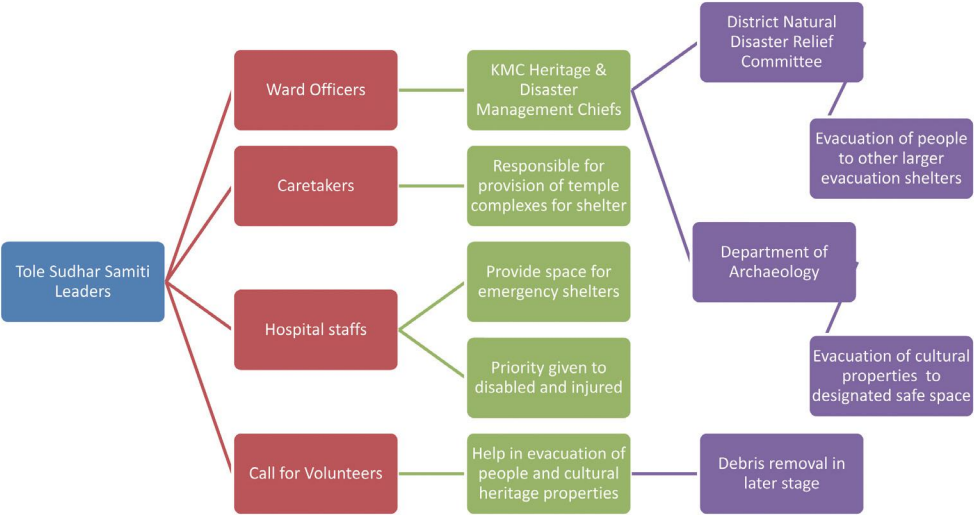 Tole Sudhar Samiti
Leaders
Ward Officers
Caretakers
Hospital staffs
Call for Volunteers
KMC Heritage &
Disaster
Management Chiefs
Responsible for
provision of temple
complexes for shelter
Provide space for
emergency shelters
Priority given to
disabled and injured
Help in evacuation of
people and cultural
heritage properties
District Natural
Disaster Relief
Committee
Evacuation of people
to other larger
evacuation shelters
Department of
Archaeology
Evacuation of cultural
properties to
designated safe space
Debris removal in
later stage